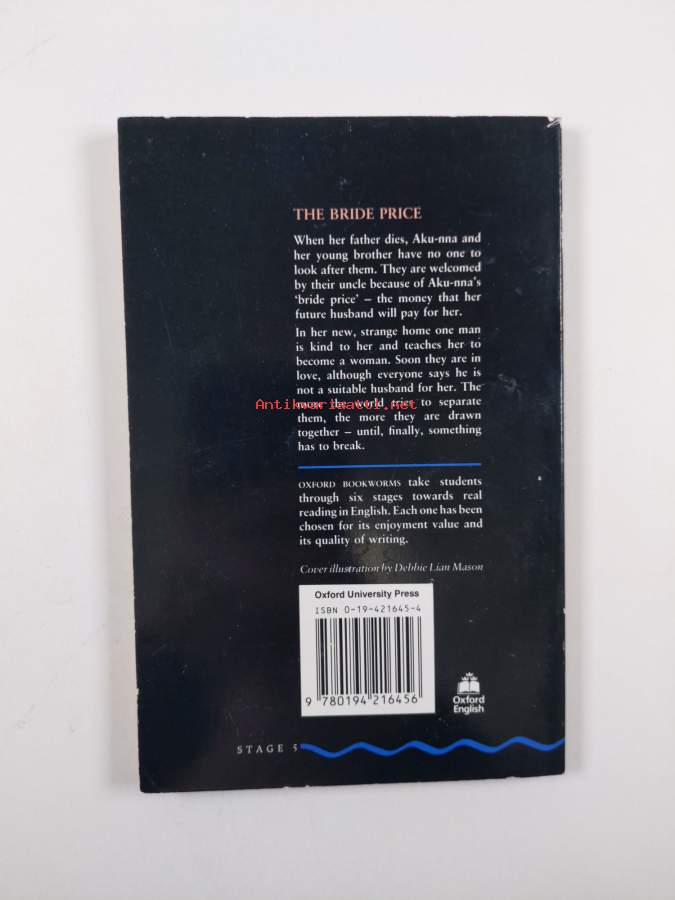 THE BRIDE PRICE
When her father dies, Aku-nna and
her young brother have no one to
look after them. They are welcomed
by their uncle because of Aku-nna's
'bride price' – the money that her
future husband will pay for her.
In her new, strange home one man
is kind to her and teaches her to
become a woman. Soon they are in
love, although everyone says he is
not a suitable husband for her. The
more the world tries to separate
Antikvariaatti.net
them, the more they are drawn
together – until, finally, something
has to break.
OXFORD BOOKWORMS take students
through six stages towards real
reading in English. Each one has been
chosen for its enjoyment value and
its quality of writing.
Cover illustration by Debbie Lian Mason
Oxford University Press
ISBN 0-19-421645-4
9 780194 216456
Oxford
English
STAGE 5